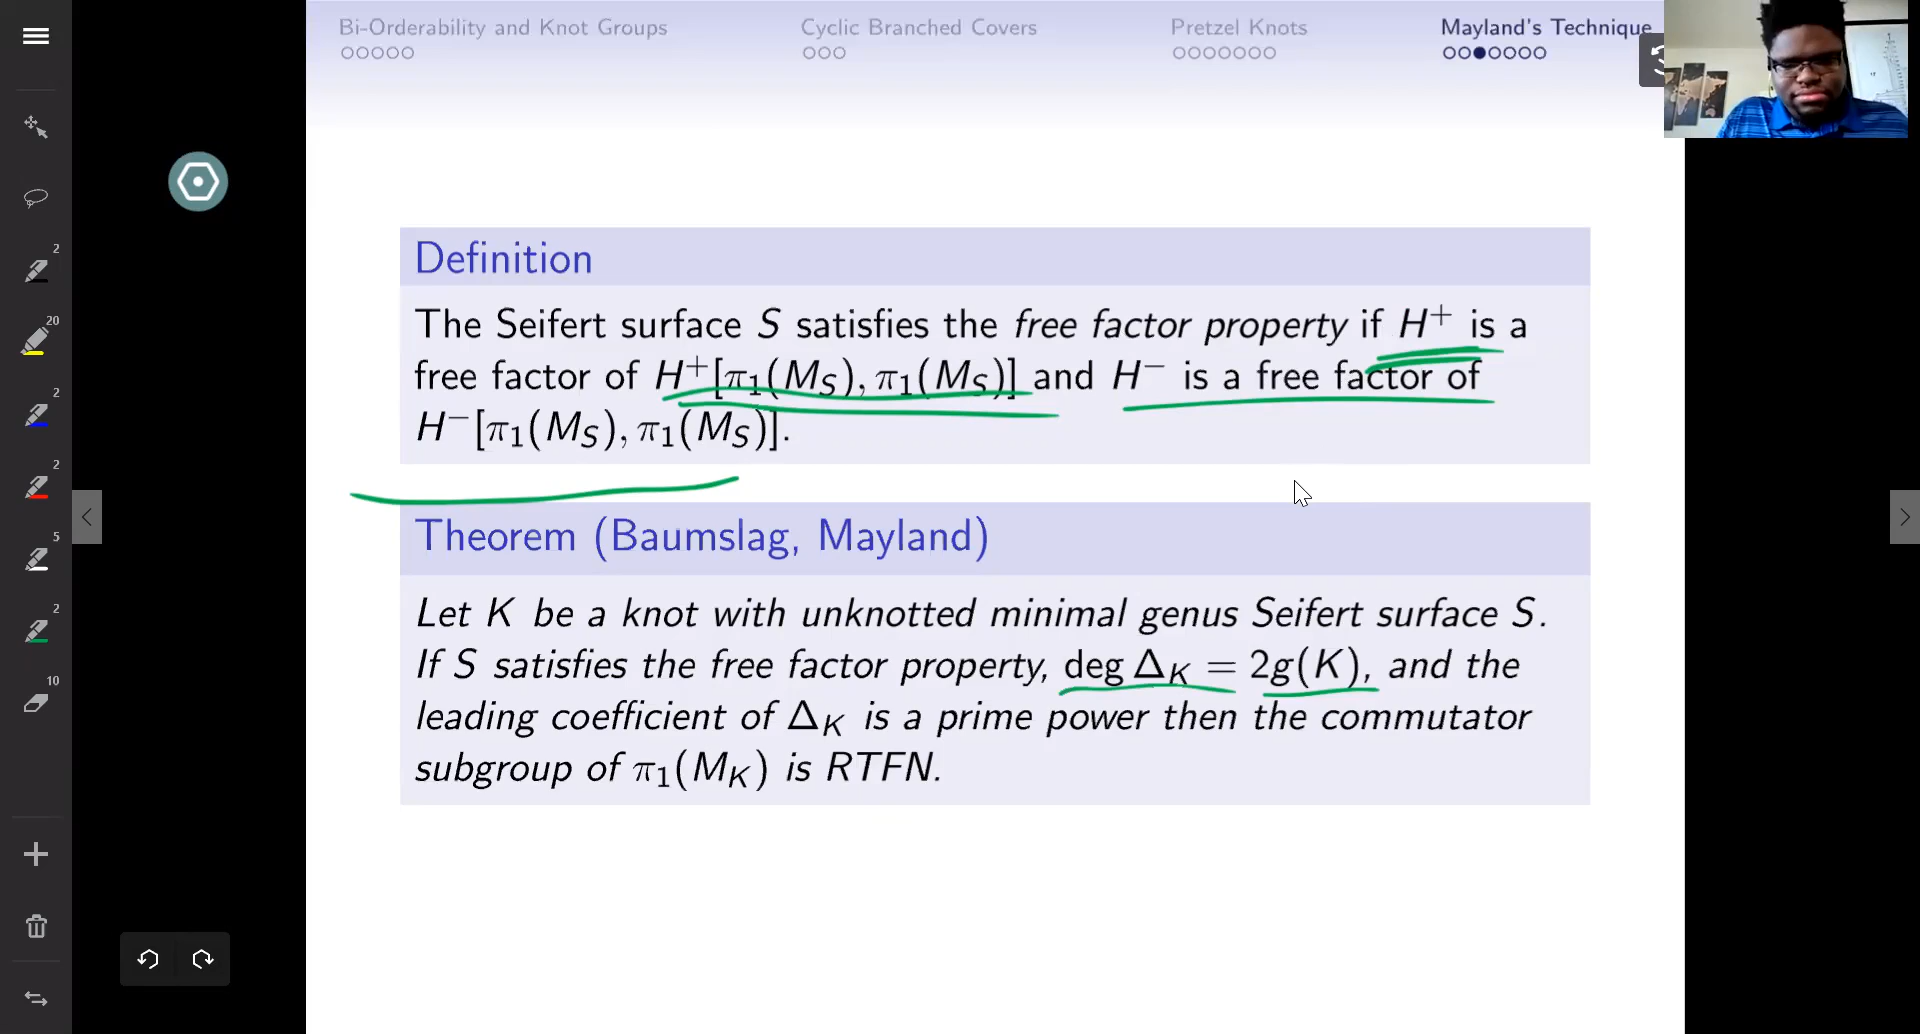 Bi-Orderability and Knot Groups
Cyclic Branched Covers
Pretzel Knots
Mayland's Technique
2
20
2
2
5
2
10
Definition
The Seifert surface S satisfies the free factor property if H⁺ is a
free factor of H⁺[π₁(M_S), π₁(M_S)] and H⁻ is a free factor of
H⁻[π₁(M_S), π₁(M_S)].
Theorem (Baumslag, Mayland)
Let K be a knot with unknotted minimal genus Seifert surface S.
If S satisfies the free factor property, deg Δ_K = 2g(K), and the
leading coefficient of Δ_K is a prime power then the commutator
subgroup of π₁(M_K) is RTFN.